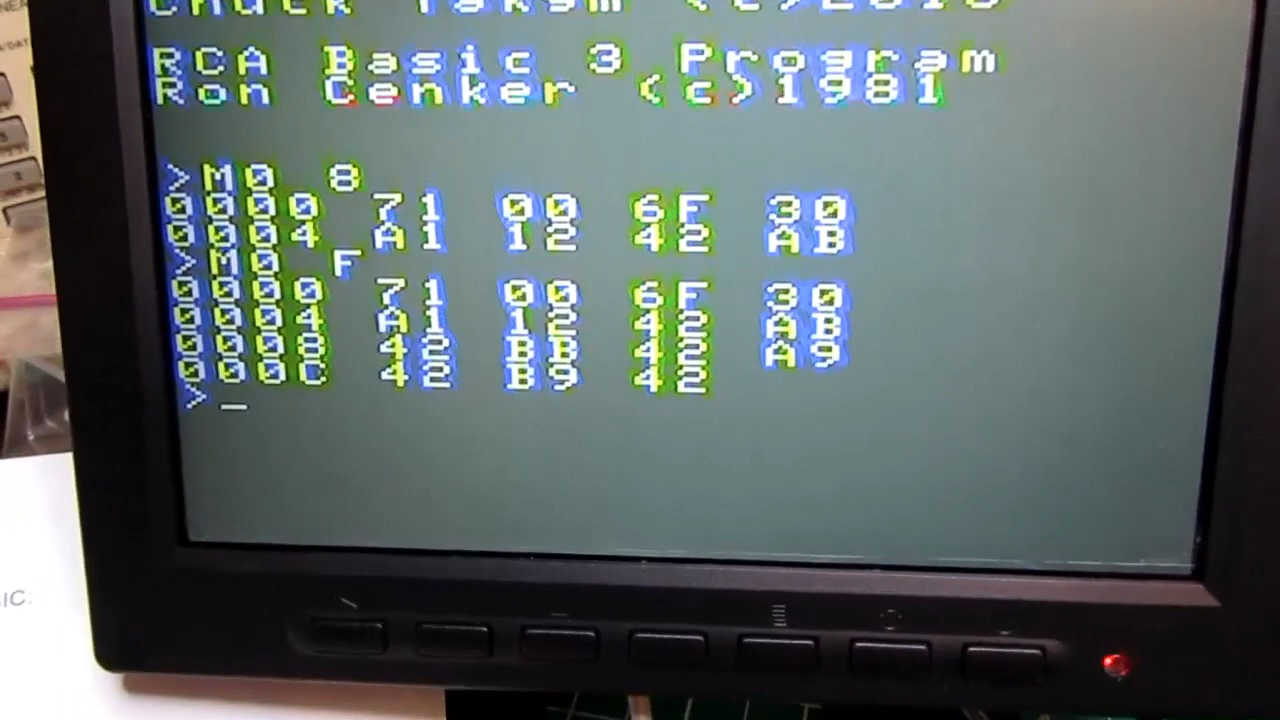 RCA Basic 3 Program
Ron Cenker (c)1981
>M0 8
0000 71 00 6F 30
0004 A1 12 42 AB
>M0 F
0000 71 00 6F 30
0004 A1 12 42 AB
0008 42 BB 42 A9
000C 42 B9 42
>_